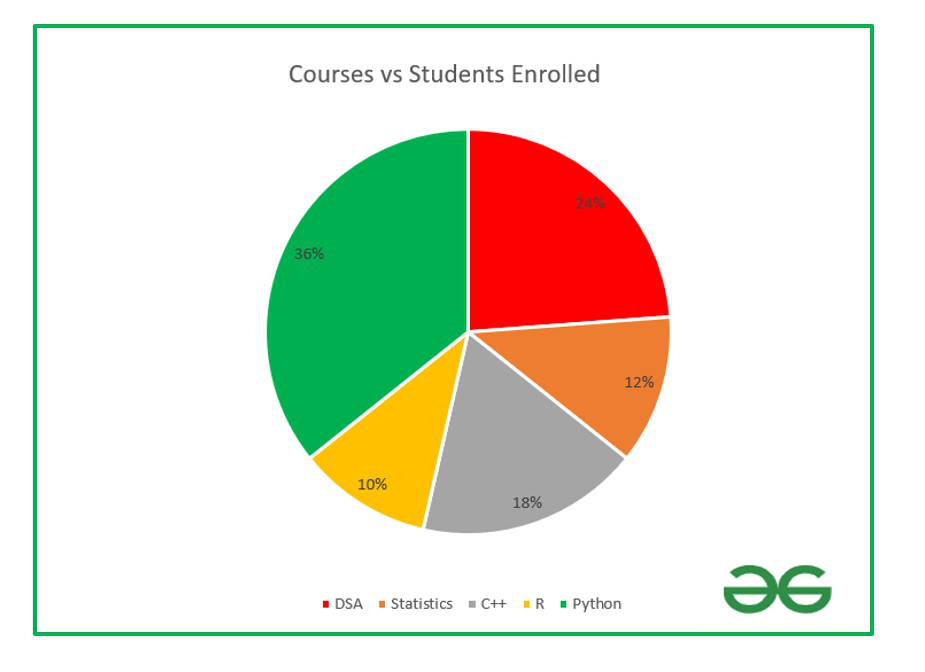 Courses vs Students Enrolled
24%
36%
12%
10%
18%
DSA Statistics C++ R Python